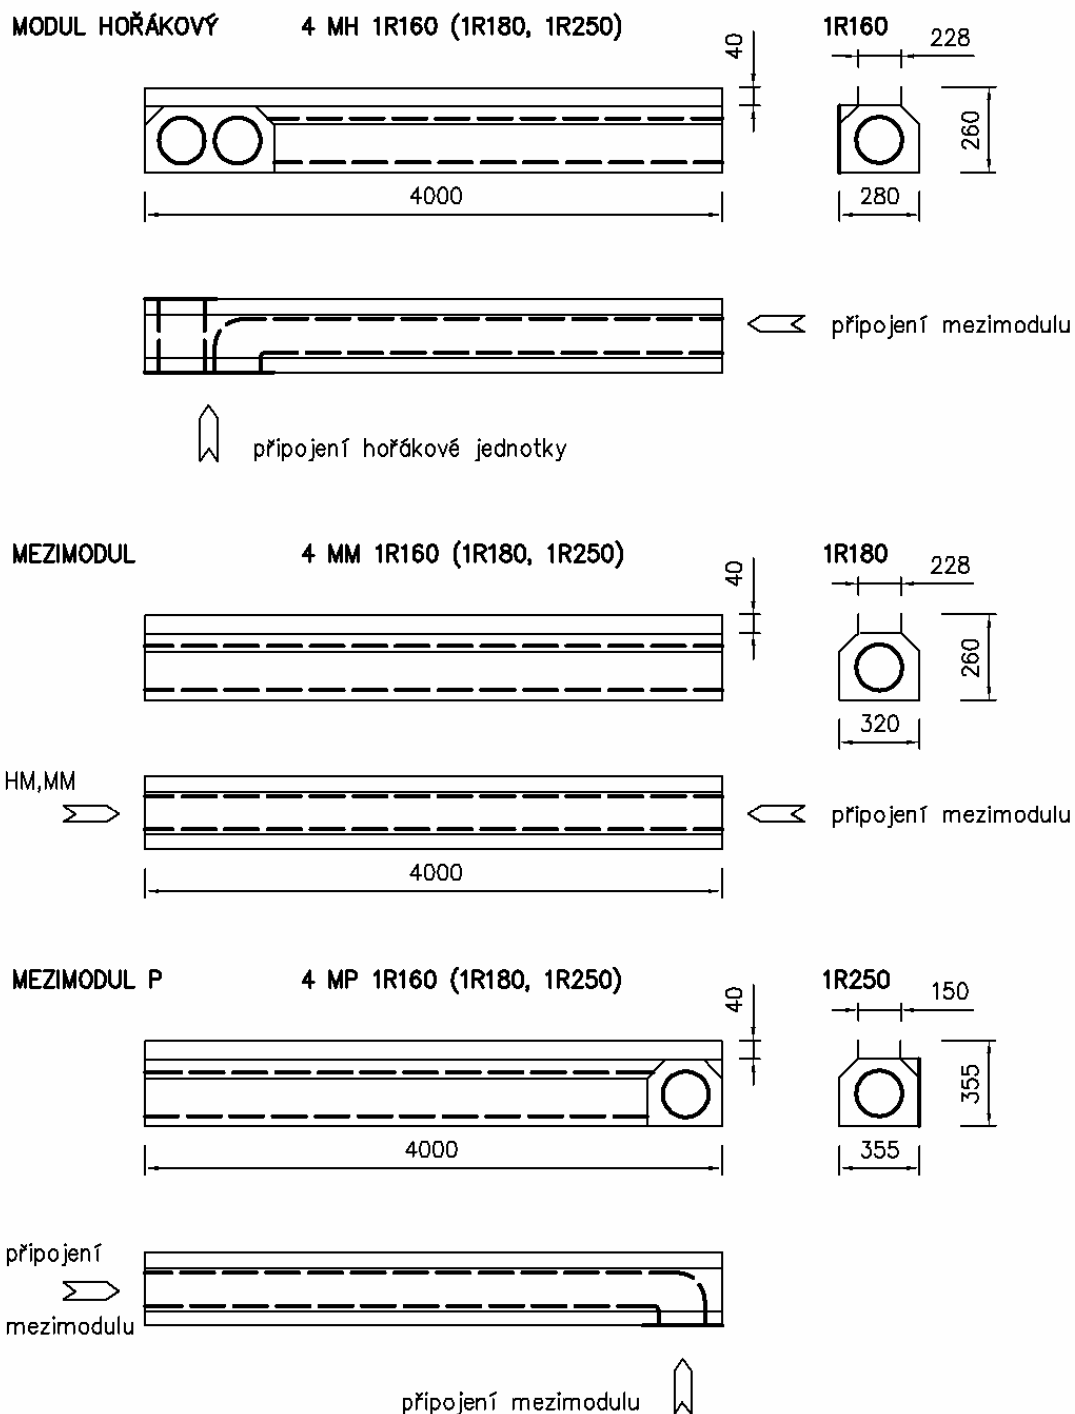 MODUL HOŘÁKOVÝ 4 MH 1R160 (1R180, 1R250) 1R160
40
228
260
4000
280
připojení mezimodulu
připojení hořákové jednotky
MEZIMODUL 4 MM 1R160 (1R180, 1R250) 1R180
40
228
260
320
HM,MM
připojení mezimodulu
4000
MEZIMODUL P 4 MP 1R160 (1R180, 1R250) 1R250
40
150
355
4000
355
připojení
mezimodulu
připojení mezimodulu